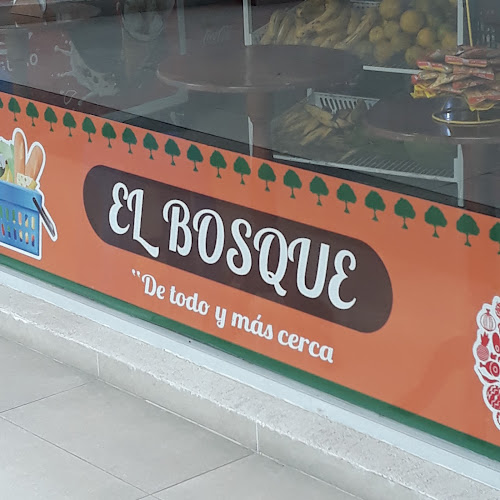 EL BOSQUE
"De todo y más cerca